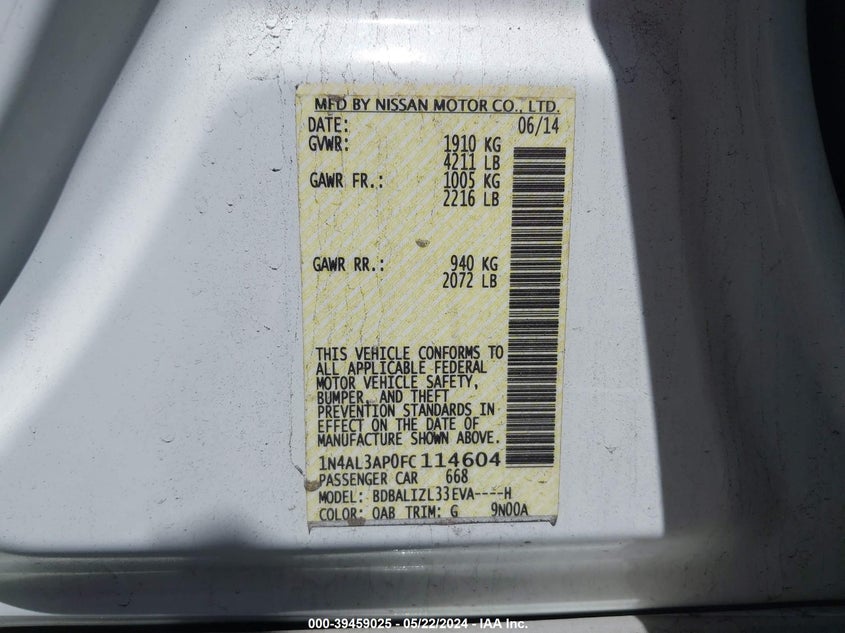 MFD BY NISSAN MOTOR CO., LTD.
DATE: 06/14
GVWR: 1910 KG
4211 LB
GAWR FR.: 1005 KG
2216 LB
GAWR RR.: 940 KG
2072 LB
THIS VEHICLE CONFORMS TO
ALL APPLICABLE FEDERAL
MOTOR VEHICLE SAFETY,
BUMPER, AND THEFT
PREVENTION STANDARDS IN
EFFECT ON THE DATE OF
MANUFACTURE SHOWN ABOVE.
1N4AL3AP0FC114604
PASSENGER CAR 668
MODEL: BDBALIZL33EVA----H
COLOR: QAB TRIM: G 9N00A
000-39459025 - 05/22/2024 - IAA Inc.